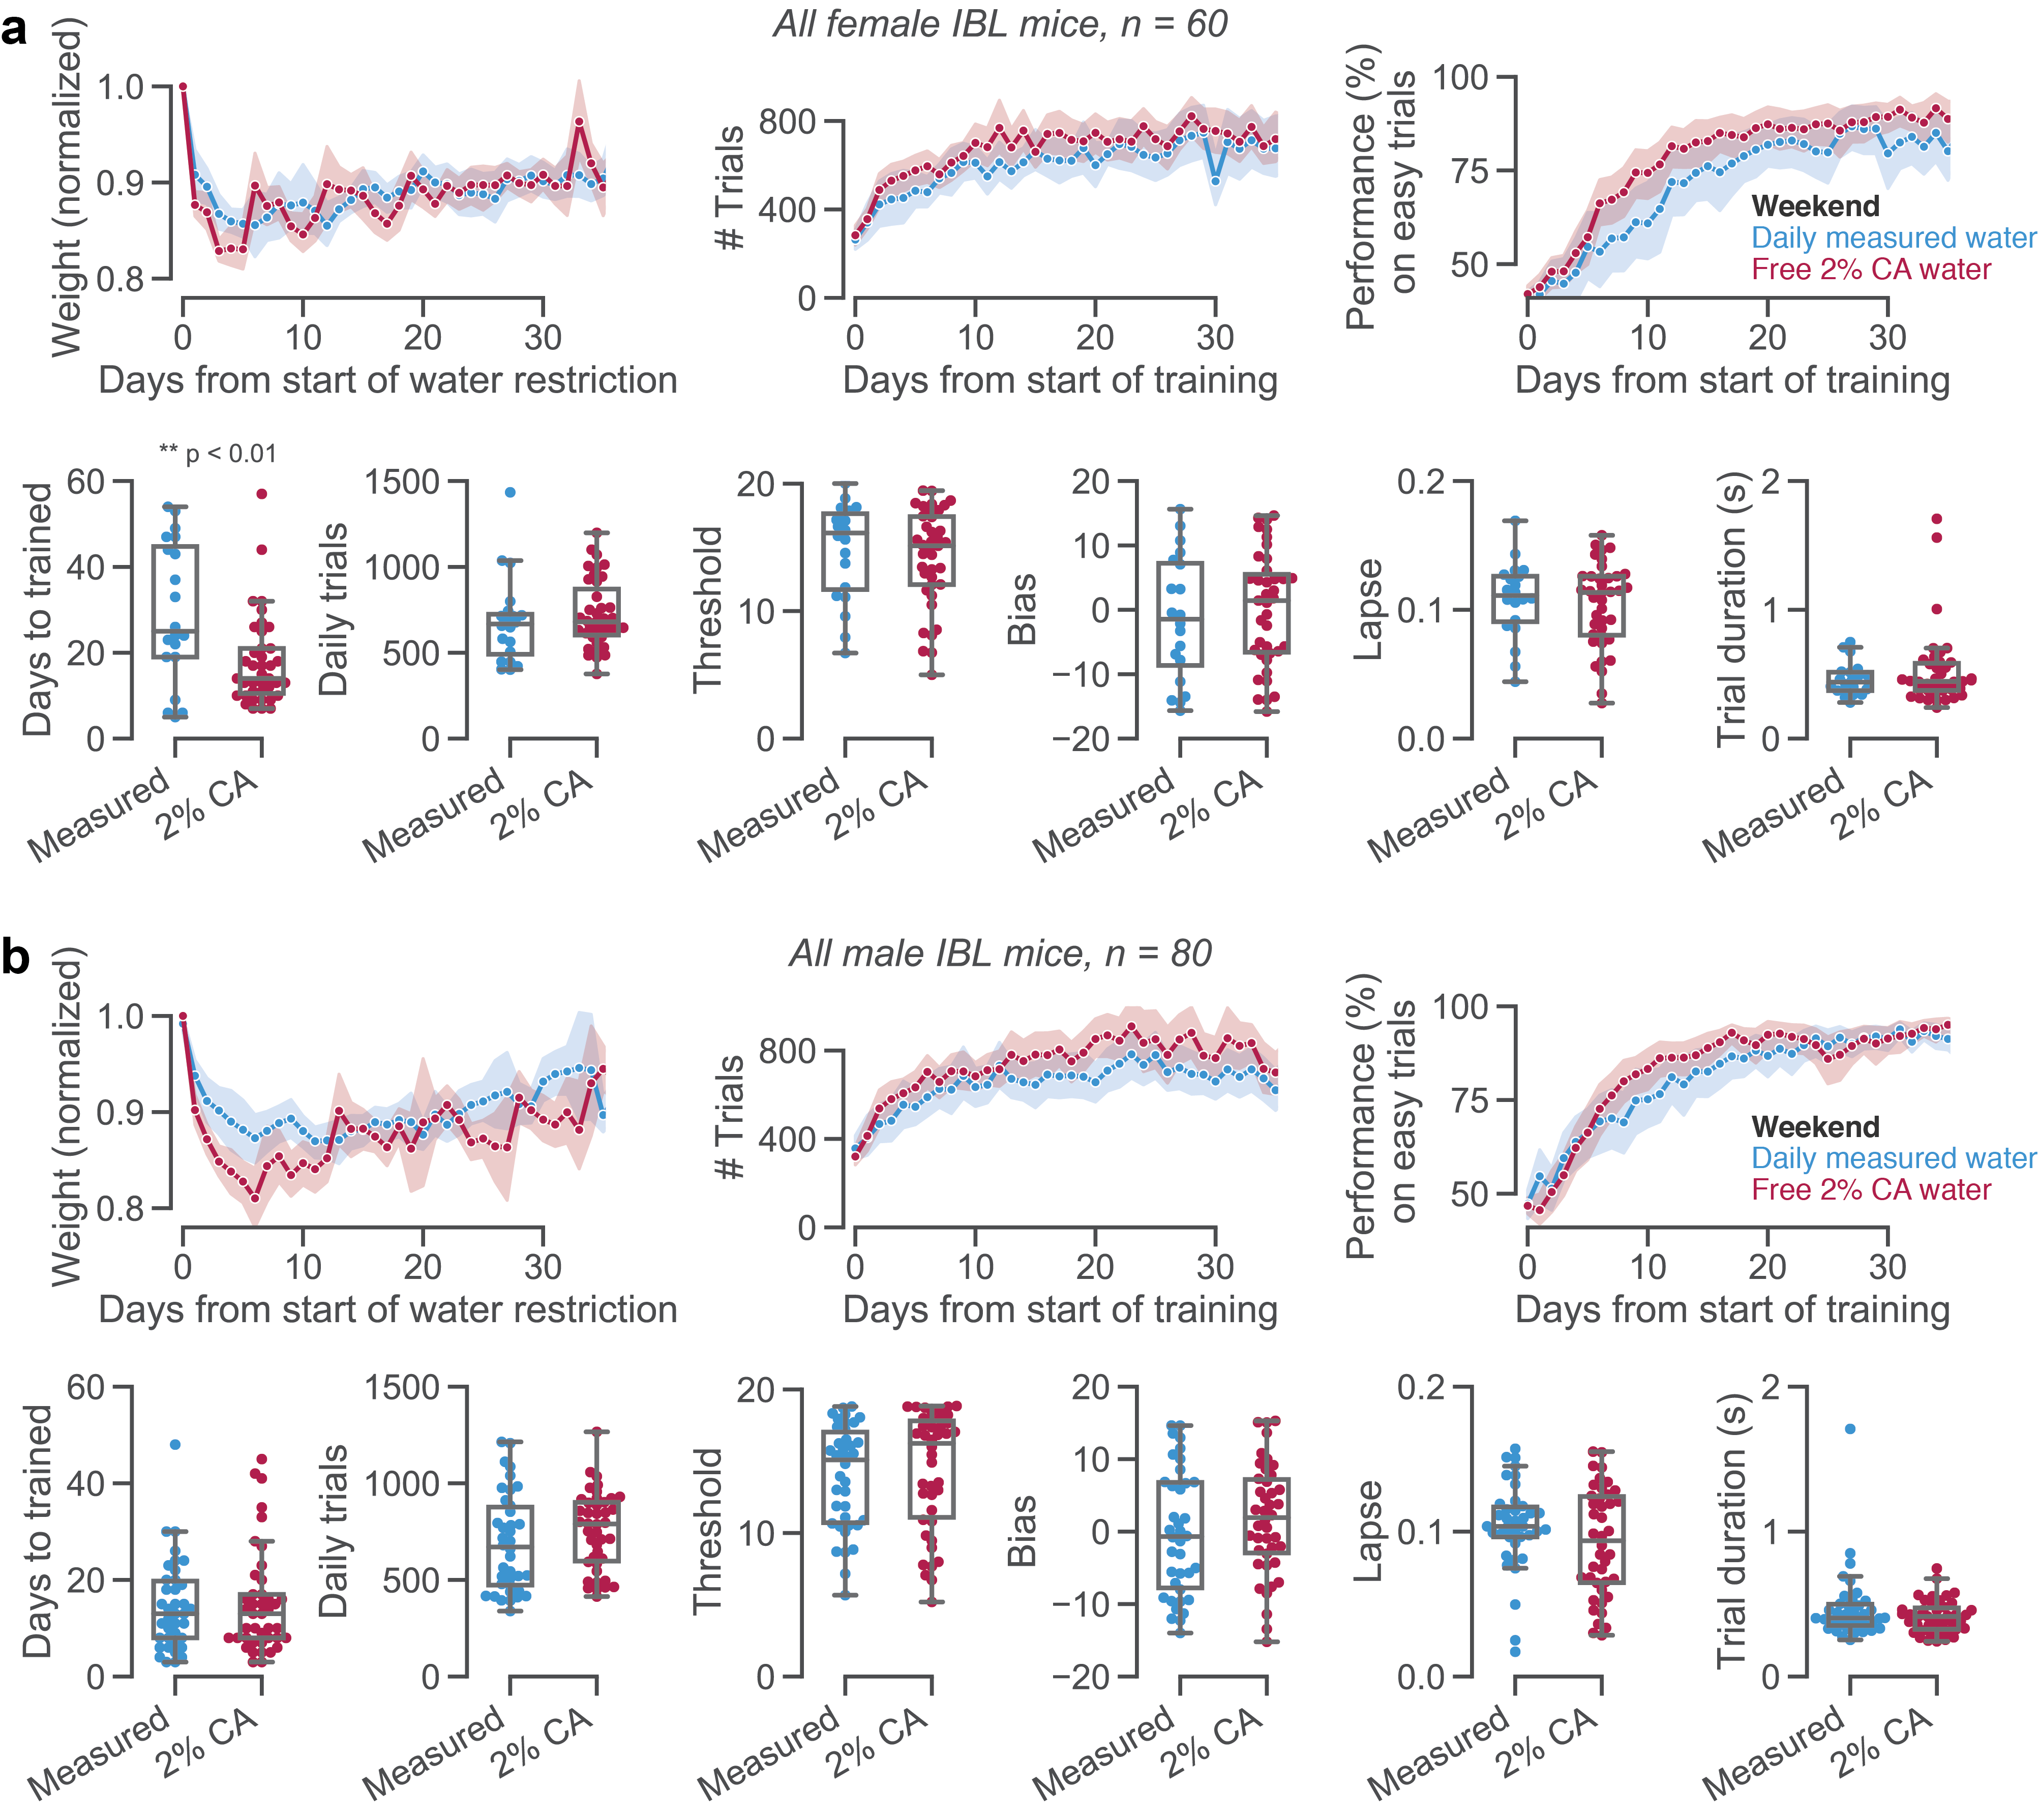 a
All female IBL mice, n = 60
Weight (normalized)
1.0
0.9
0.8
0
10
20
30
Days from start of water restriction
# Trials
800
400
0
0
10
20
30
Days from start of training
Performance (%)
on easy trials
100
75
50
0
10
20
30
Days from start of training
Weekend
Daily measured water
Free 2% CA water
** p < 0.01
Days to trained
60
40
20
0
Measured
2% CA
Daily trials
1500
1000
500
0
Measured
2% CA
Threshold
20
10
0
Measured
2% CA
Bias
20
10
0
−10
−20
Measured
2% CA
Lapse
0.2
0.1
0.0
Measured
2% CA
Trial duration (s)
2
1
0
Measured
2% CA
b
All male IBL mice, n = 80
Weight (normalized)
1.0
0.9
0.8
0
10
20
30
Days from start of water restriction
# Trials
800
400
0
0
10
20
30
Days from start of training
Performance (%)
on easy trials
100
75
50
0
10
20
30
Days from start of training
Weekend
Daily measured water
Free 2% CA water
Days to trained
60
40
20
0
Measured
2% CA
Daily trials
1500
1000
500
0
Measured
2% CA
Threshold
20
10
0
Measured
2% CA
Bias
20
10
0
−10
−20
Measured
2% CA
Lapse
0.2
0.1
0.0
Measured
2% CA
Trial duration (s)
2
1
0
Measured
2% CA